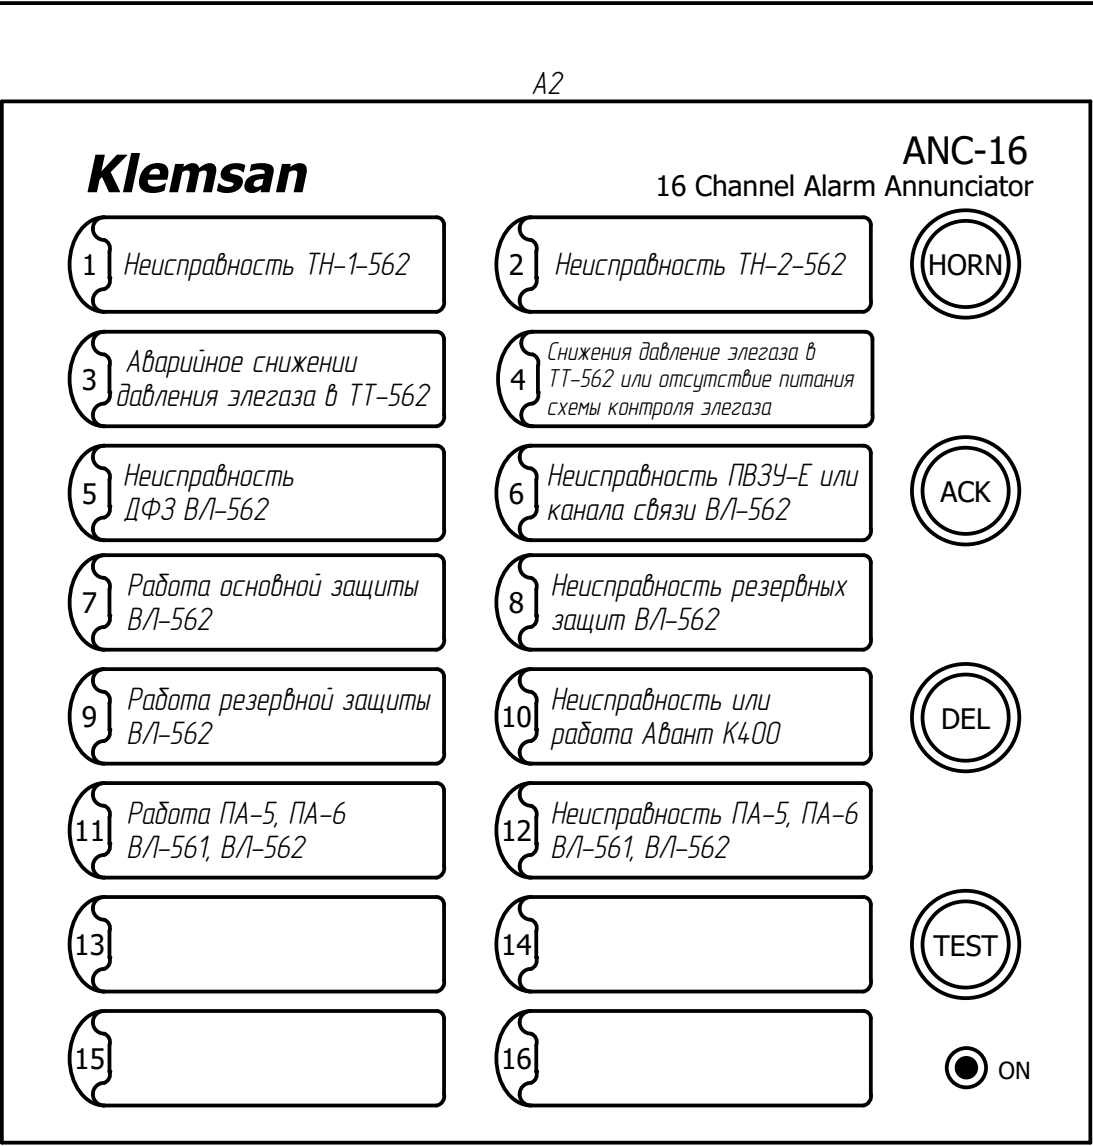 А2
Klemsan
ANC-16
16 Channel Alarm Annunciator
1
Неисправность ТН-1-562
2
Неисправность ТН-2-562
HORN
3
Аварийное снижении
давления элегаза в ТТ-562
4
Снижения давление элегаза в
ТТ-562 или отсутствие питания
схемы контроля элегаза
5
Неисправность
ДФЗ ВЛ-562
6
Неисправность ПВЗУ-Е или
канала связи ВЛ-562
ACK
7
Работа основной защиты
ВЛ-562
8
Неисправность резервных
защит ВЛ-562
9
Работа резервной защиты
ВЛ-562
10
Неисправность или
работа Авант К400
DEL
11
Работа ПА-5, ПА-6
ВЛ-561, ВЛ-562
12
Неисправность ПА-5, ПА-6
ВЛ-561, ВЛ-562
13
14
TEST
15
16
ON